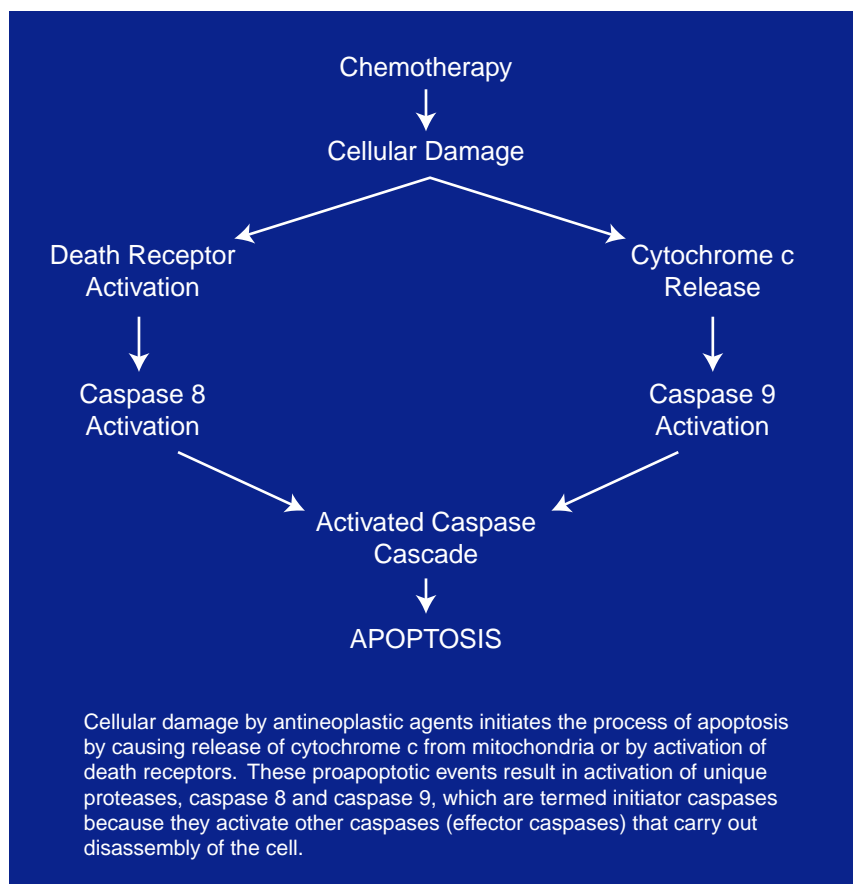 Chemotherapy
Cellular Damage
Death Receptor
Activation
Cytochrome c
Release
Caspase 8
Activation
Caspase 9
Activation
Activated Caspase
Cascade
APOPTOSIS
Cellular damage by antineoplastic agents initiates the process of apoptosis
by causing release of cytochrome c from mitochondria or by activation of
death receptors.  These proapoptotic events result in activation of unique
proteases, caspase 8 and caspase 9, which are termed initiator caspases
because they activate other caspases (effector caspases) that carry out
disassembly of the cell.